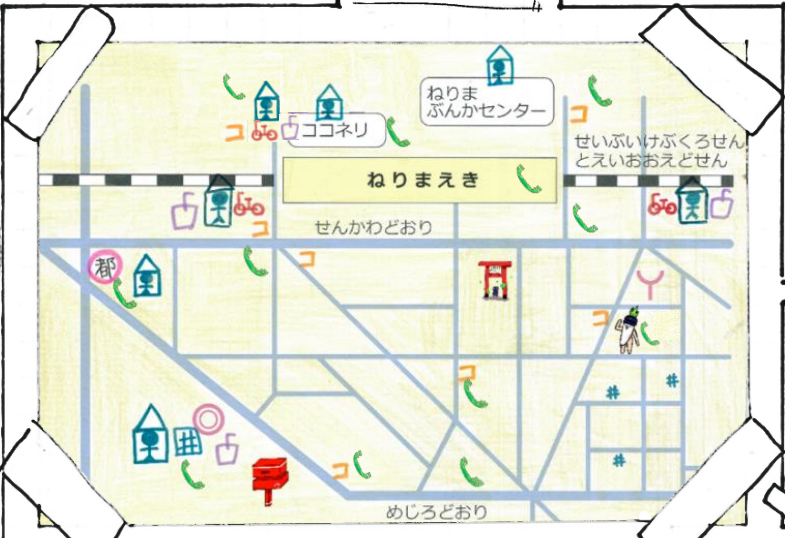 ねりま
ぶんかセンター
ココネリ
せいぶいけぶくろせん
とえいおおえどせん
ねりまえき
せんかわどおり
都
めじろどおり